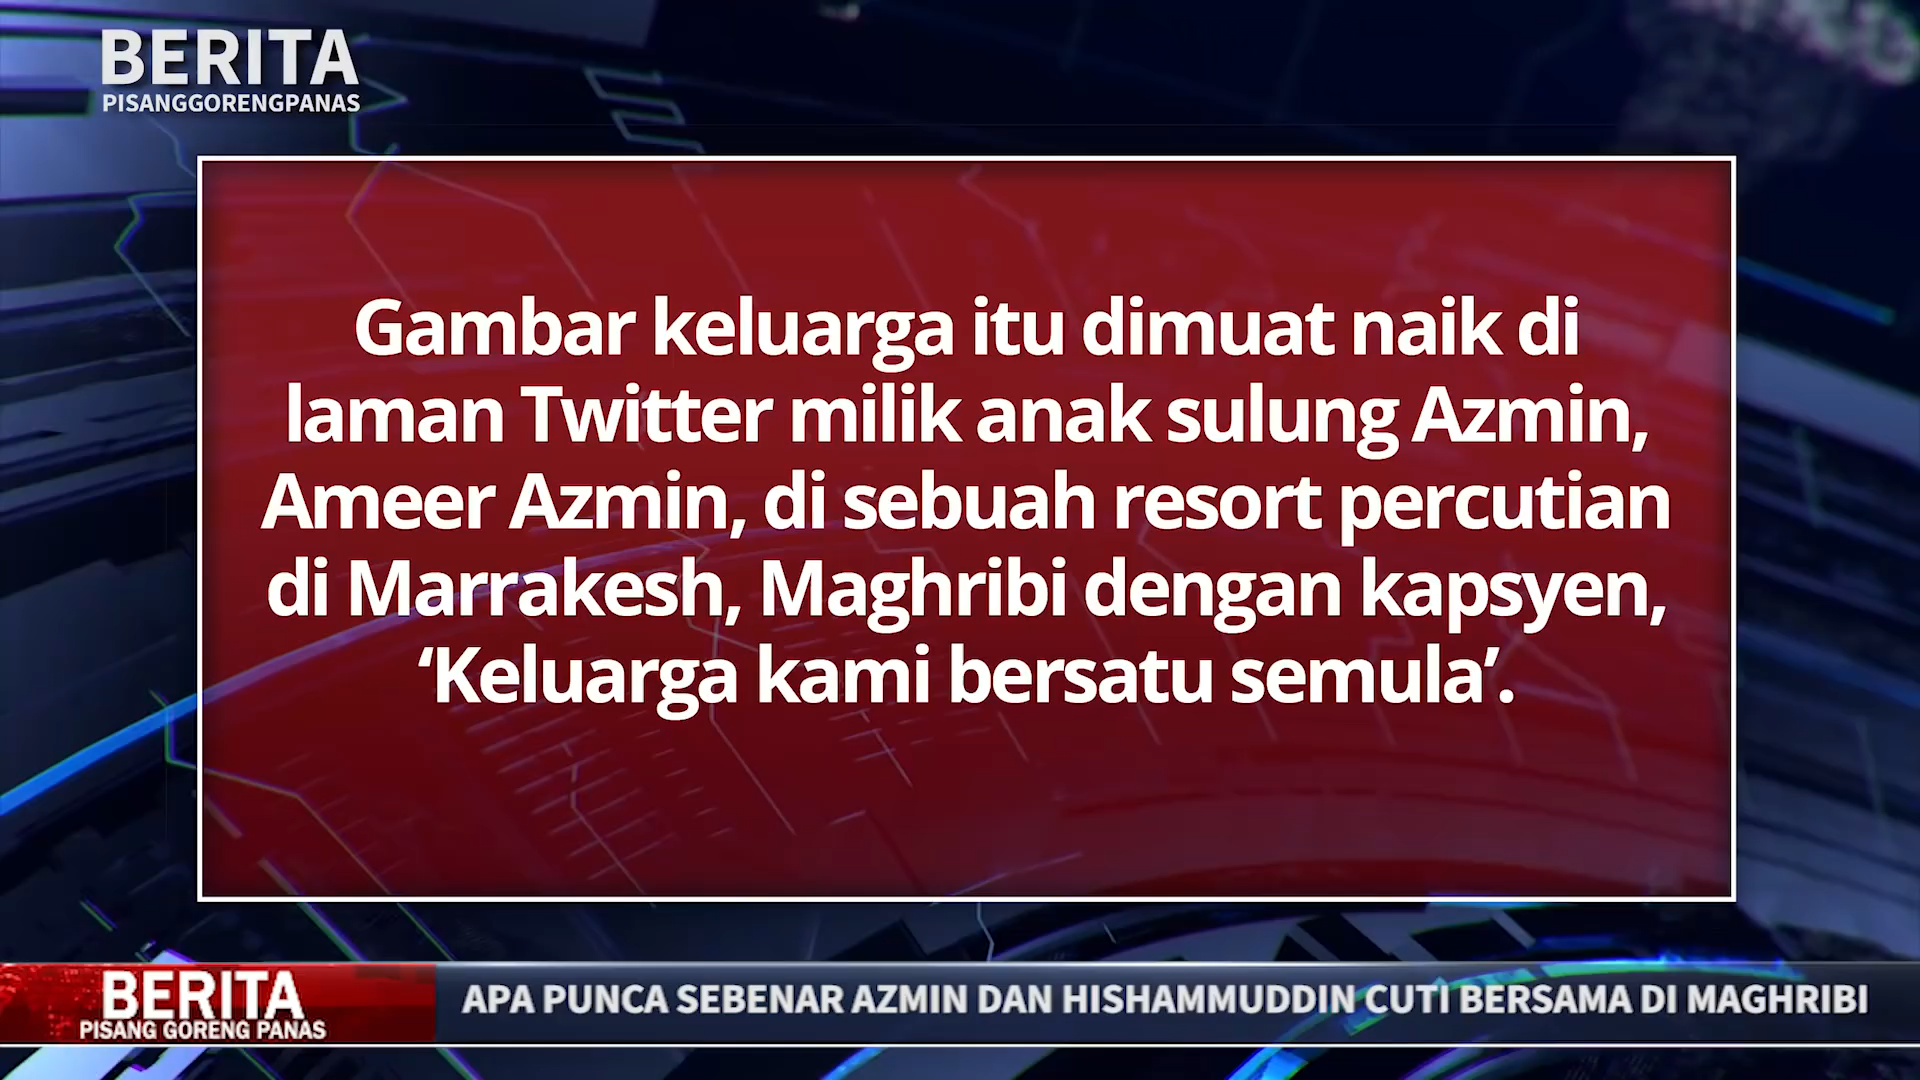 BERITA
PISANGGORENGPANAS
Gambar keluarga itu dimuat naik di
laman Twitter milik anak sulung Azmin,
Ameer Azmin, di sebuah resort percutian
di Marrakesh, Maghribi dengan kapsyen,
‘Keluarga kami bersatu semula’.
BERITA
PISANG GORENG PANAS
APA PUNCA SEBENAR AZMIN DAN HISHAMMUDDIN CUTI BERSAMA DI MAGHRIBI